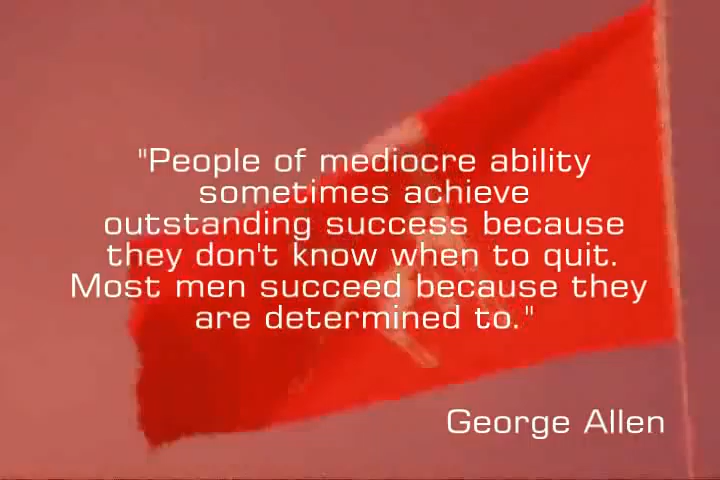 "People of mediocre ability
sometimes achieve
outstanding success because
they don't know when to quit.
Most men succeed because they
are determined to."
George Allen